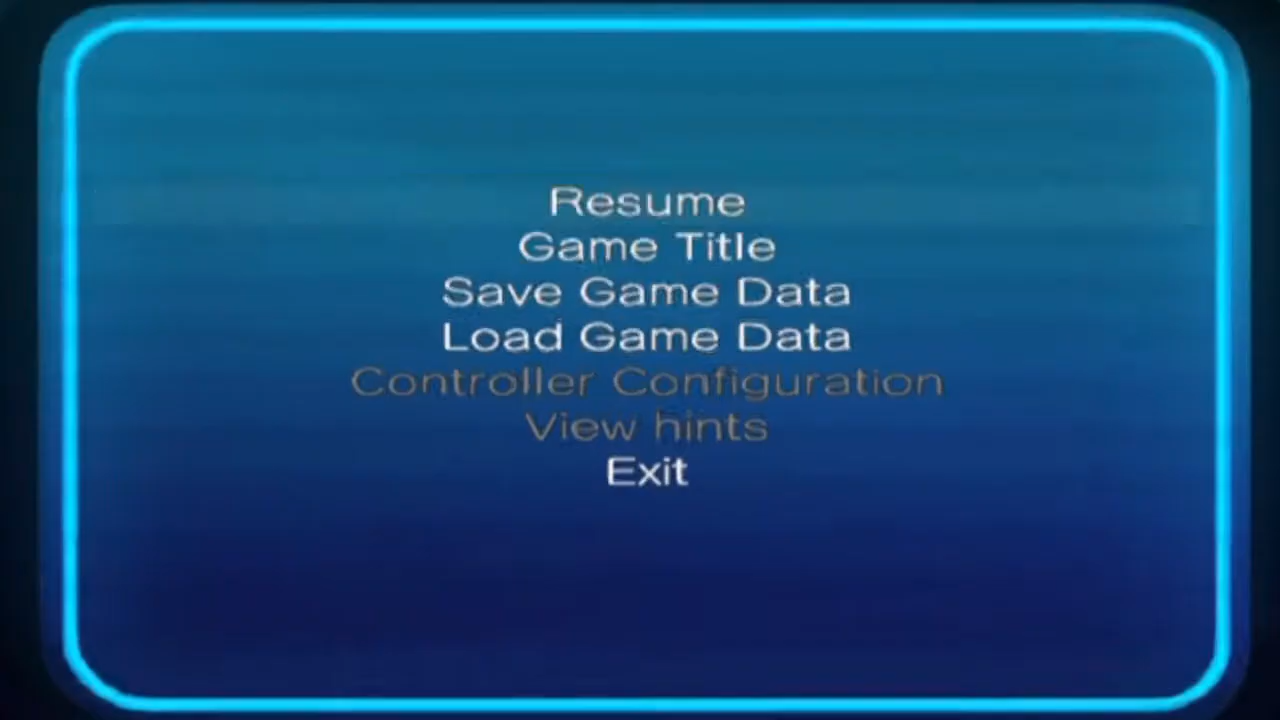 Resume
Game Title
Save Game Data
Load Game Data
Controller Configuration
View hints
Exit